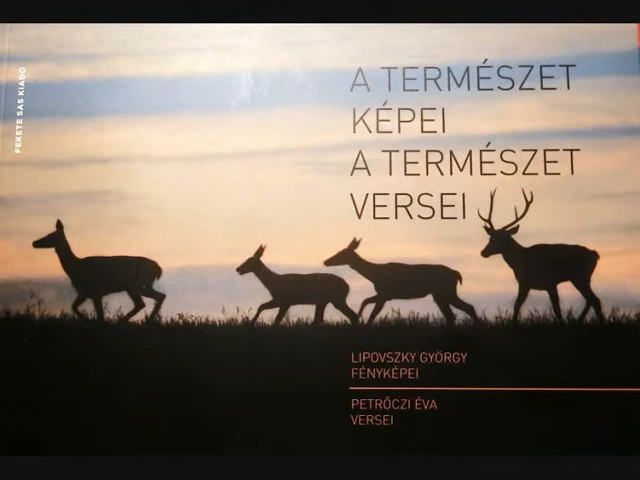 FEKETE SAS KIADÓ
A TERMÉSZET
KÉPEI
A TERMÉSZET
VERSEI
LIPOVSZKY GYÖRGY
FÉNYKÉPEI
PETRŐCZI ÉVA
VERSEI